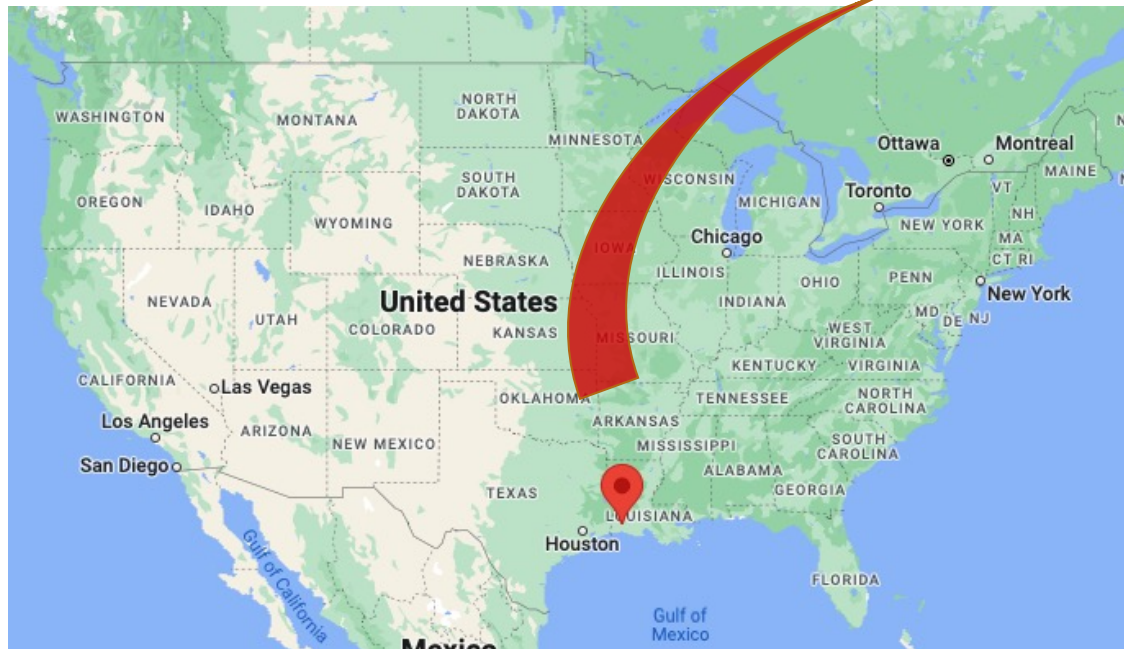 WASHINGTON
MONTANA
NORTH
DAKOTA
MINNESOTA
Ottawa
Montreal
MAINE
OREGON
IDAHO
SOUTH
DAKOTA
WISCONSIN
MICHIGAN
Toronto
VT
NH
WYOMING
NEW YORK
MA
CT RI
IOWA
Chicago
NEBRASKA
ILLINOIS
OHIO
PENN
New York
NEVADA
UTAH
COLORADO
United States
KANSAS
MISSOURI
INDIANA
WEST
VIRGINIA
MD
DE
NJ
KENTUCKY
VIRGINIA
CALIFORNIA
Las Vegas
OKLAHOMA
TENNESSEE
NORTH
CAROLINA
Los Angeles
ARIZONA
NEW MEXICO
ARKANSAS
MISSISSIPPI
SOUTH
CAROLINA
San Diego
ALABAMA
TEXAS
GEORGIA
LOUISIANA
Houston
Gulf of
California
FLORIDA
Gulf of
Mexico
Mexico